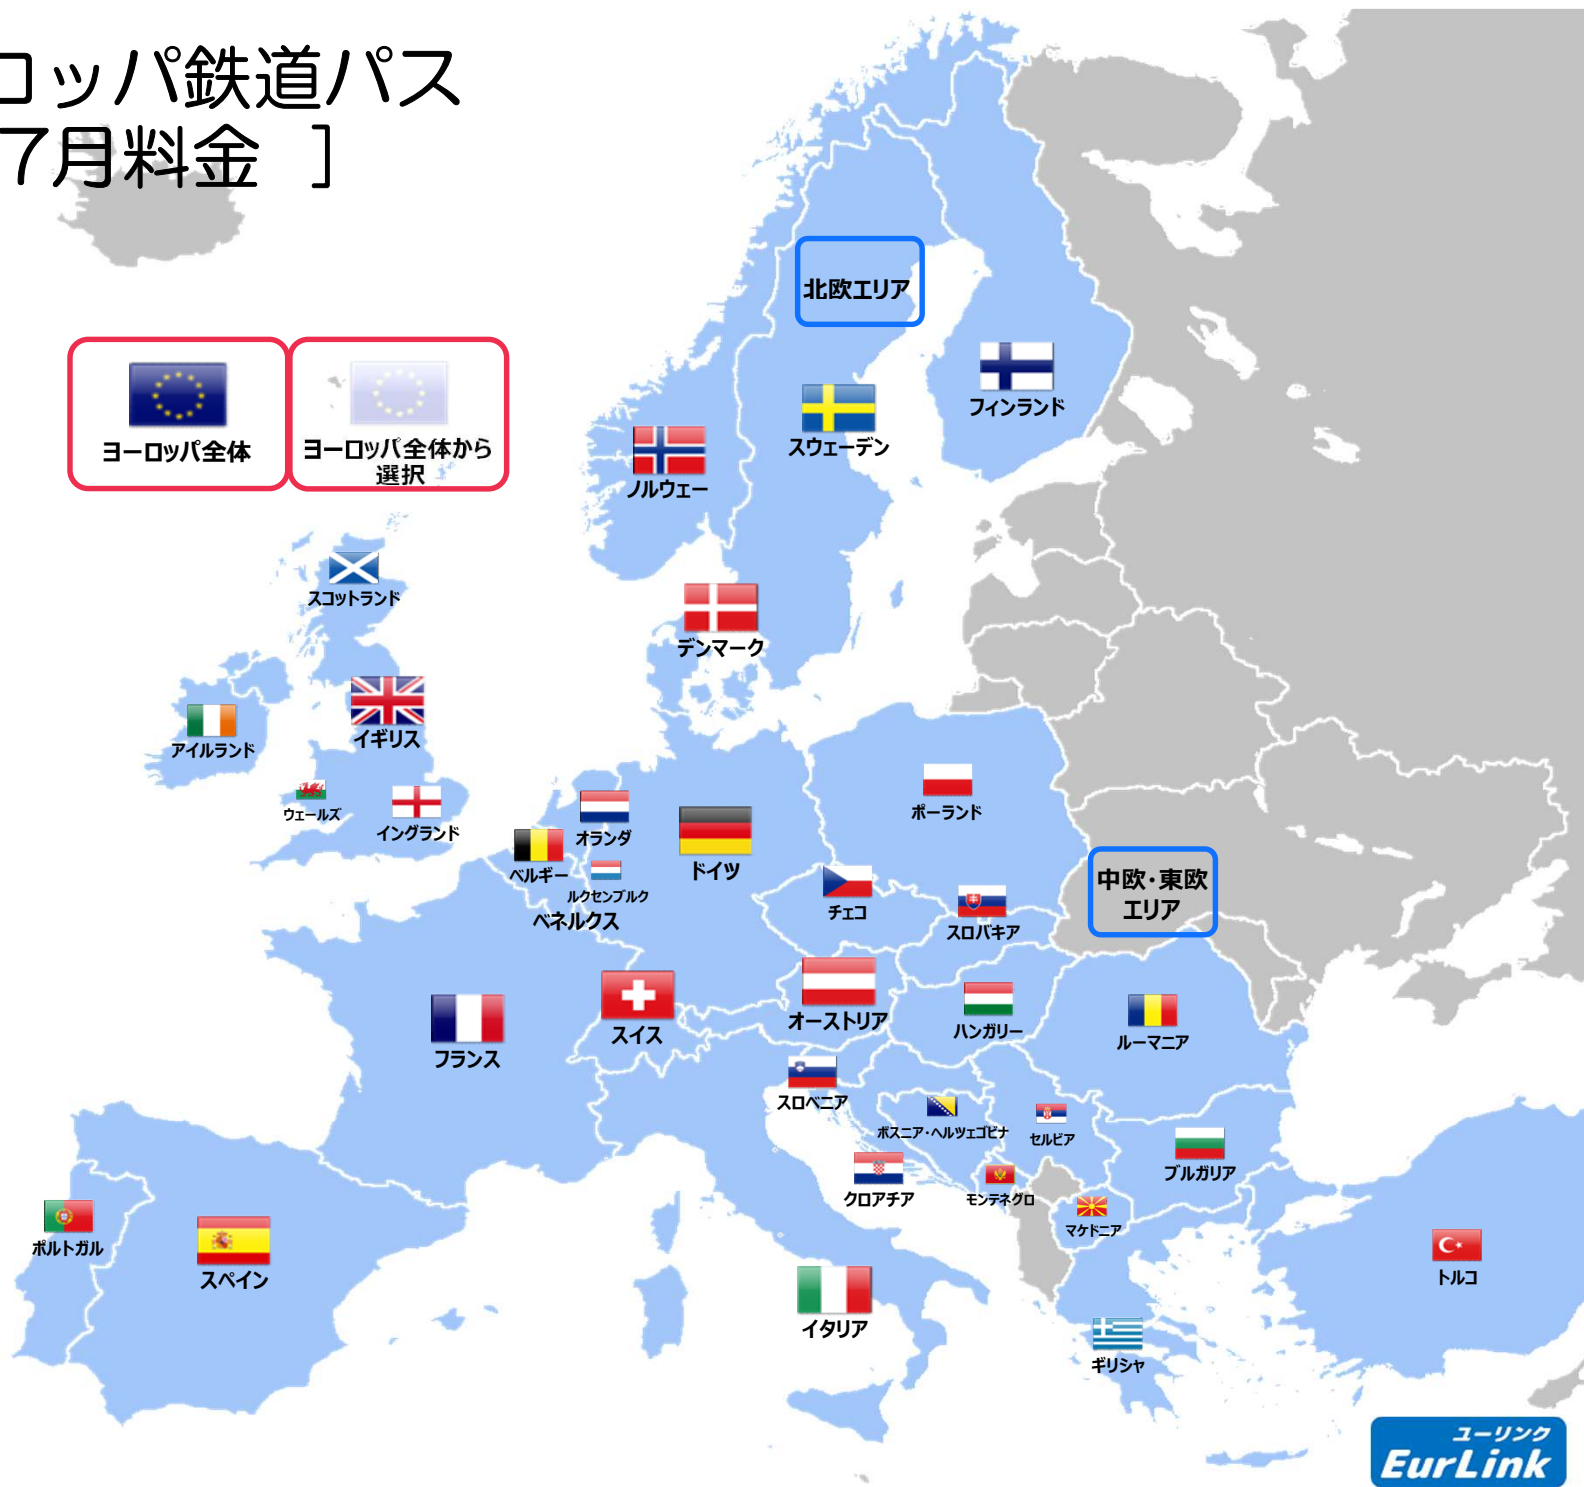 ロッパ鉄道パス
7月料金 ]
北欧エリア
ヨーロッパ全体
ヨーロッパ全体から
選択
フィンランド
スウェーデン
ノルウェー
スコットランド
デンマーク
イギリス
アイルランド
ウェールズ
イングランド
オランダ
ベルギー
ルクセンブルク
ベネルクス
ドイツ
ポーランド
中欧・東欧
エリア
チェコ
スロバキア
スイス
オーストリア
ハンガリー
ルーマニア
フランス
スロベニア
ボスニア・ヘルツェゴビナ
セルビア
ブルガリア
クロアチア
モンテネグロ
マケドニア
ポルトガル
スペイン
トルコ
イタリア
ギリシャ
ユーリンク
EurLink